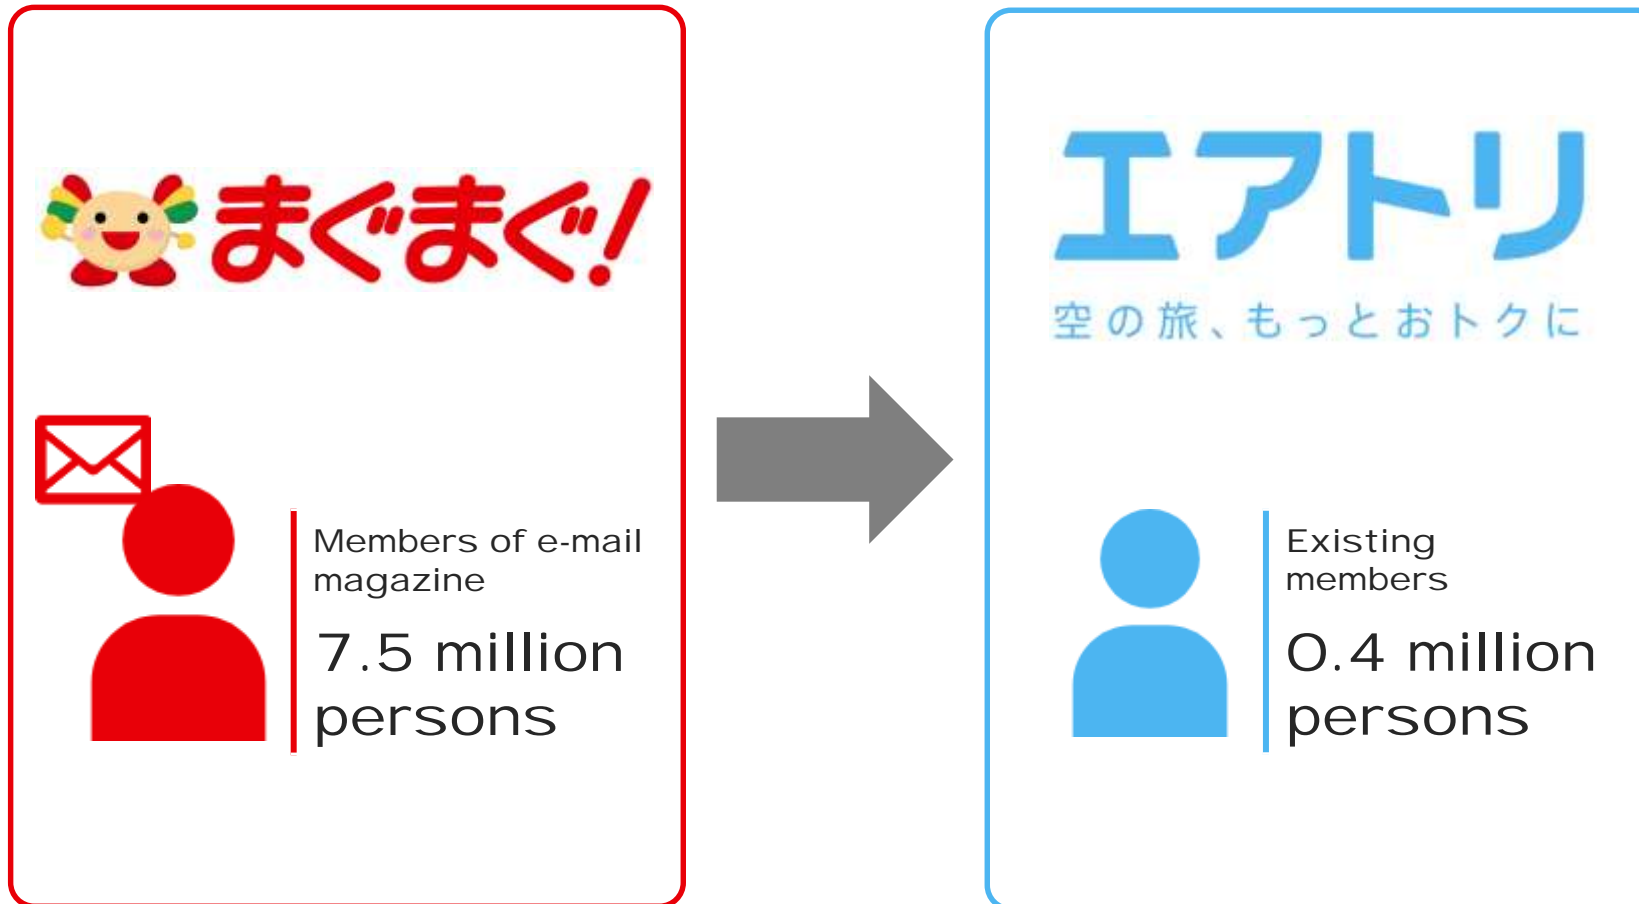 まぐまぐ!
Members of e-mail
magazine
7.5 million
persons
エアトリ
空の旅、もっとおトクに
Existing
members
0.4 million
persons